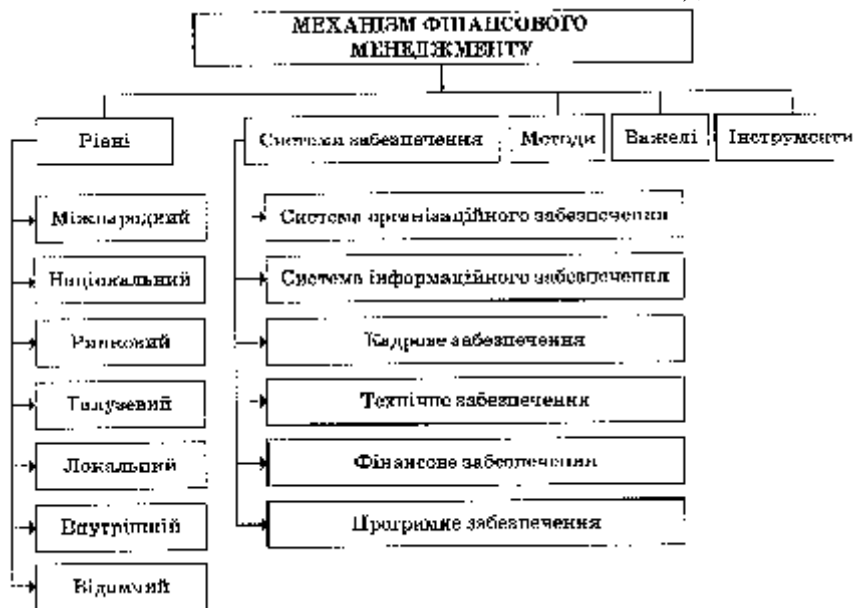 МЕХАНІЗМ ФІНАНСОВОГО
МЕНЕДЖМЕНТУ
Рівні
Системи забезпечення
Методи
Важелі
Інструменти
Міжнародний
Національний
Ринковий
Галузевий
Локальний
Внутрішній
Відомчий
Система організаційного забезпечення
Система інформаційного забезпечення
Кадрове забезпечення
Технічне забезпечення
Фінансове забезпечення
Програмне забезпечення